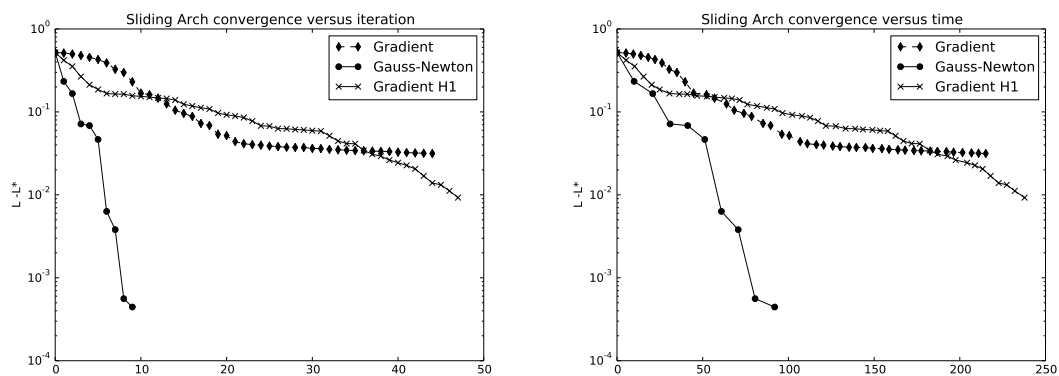 Sliding Arch convergence versus iteration
10^0
10^-1
10^-2
10^-3
10^-4
L -L*
0 10 20 30 40 50
Gradient
Gauss-Newton
Gradient H1
Sliding Arch convergence versus time
10^0
10^-1
10^-2
10^-3
10^-4
L -L*
0 50 100 150 200 250
Gradient
Gauss-Newton
Gradient H1